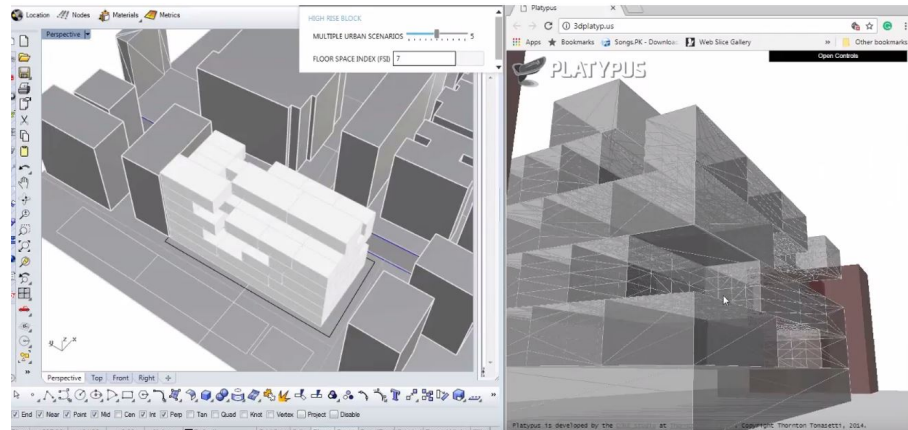 Location
Nodes
Materials
Metrics
Perspective
HIGH RISE BLOCK
MULTIPLE URBAN SCENARIOS 5
FLOOR SPACE INDEX (FSI) 7
y z x
Perspective Top Front Right
End Near Point Mid Cen Int Perp Tan Quad Knot Vertex Project Disable
Platypus
3dplatyp.us
Apps Bookmarks Songs.PK - Downloa Web Slice Gallery Other bookmarks
Open Controls
PLATYPUS
Platypus is developed by the at Copyright Thornton Tomasetti, 2014.